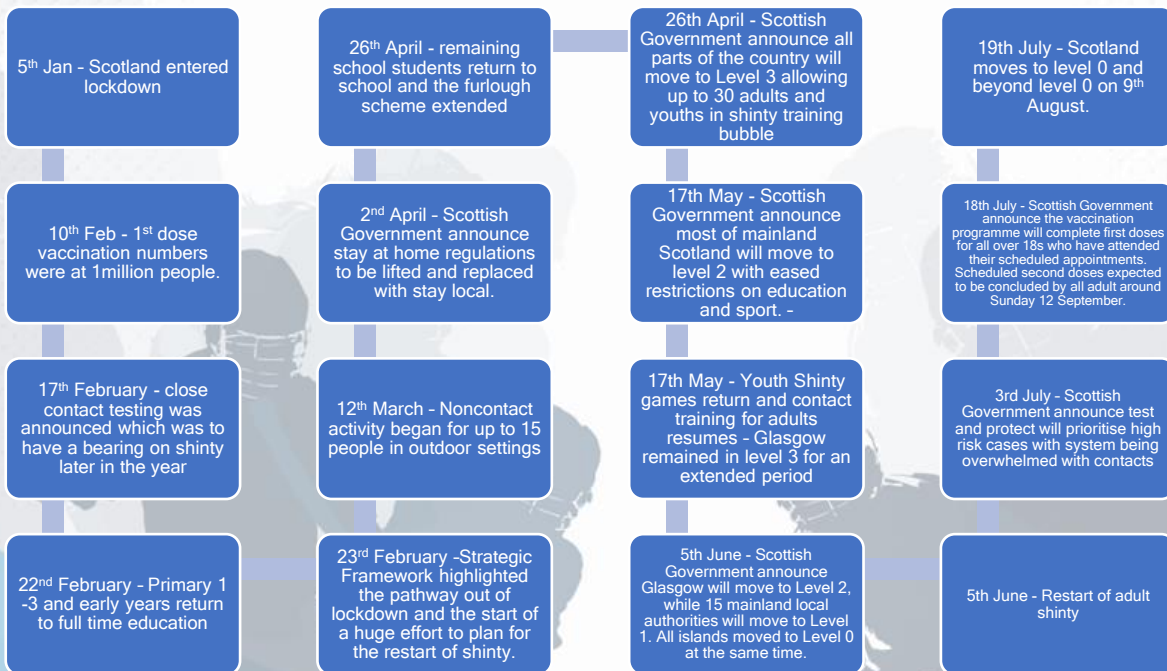 5th Jan - Scotland entered
lockdown
10th Feb - 1st dose
vaccination numbers
were at 1million people.
17th February - close
contact testing was
announced which was to
have a bearing on shinty
later in the year
22nd February - Primary 1
-3 and early years return
to full time education
23rd February -Strategic
Framework highlighted
the pathway out of
lockdown and the start of
a huge effort to plan for
the restart of shinty.
12th March - Noncontact
activity began for up to 15
people in outdoor settings
2nd April - Scottish
Government announce
stay at home regulations
to be lifted and replaced
with stay local.
26th April - remaining
school students return to
school and the furlough
scheme extended
26th April - Scottish
Government announce all
parts of the country will
move to Level 3 allowing
up to 30 adults and
youths in shinty training
bubble
17th May - Scottish
Government announce
most of mainland
Scotland will move to
level 2 with eased
restrictions on education
and sport. -
17th May - Youth Shinty
games return and contact
training for adults
resumes - Glasgow
remained in level 3 for an
extended period
5th June - Scottish
Government announce
Glasgow will move to Level 2,
while 15 mainland local
authorities will move to Level
1. All islands moved to Level 0
at the same time.
5th June - Restart of adult
shinty
3rd July - Scottish
Government announce test
and protect will prioritise high
risk cases with system being
overwhelmed with contacts
18th July - Scottish Government
announce the vaccination
programme will complete first doses
for all over 18s who have attended
their scheduled appointments.
Scheduled second doses expected
to be concluded by all adult around
Sunday 12 September.
19th July - Scotland
moves to level 0 and
beyond level 0 on 9th
August.